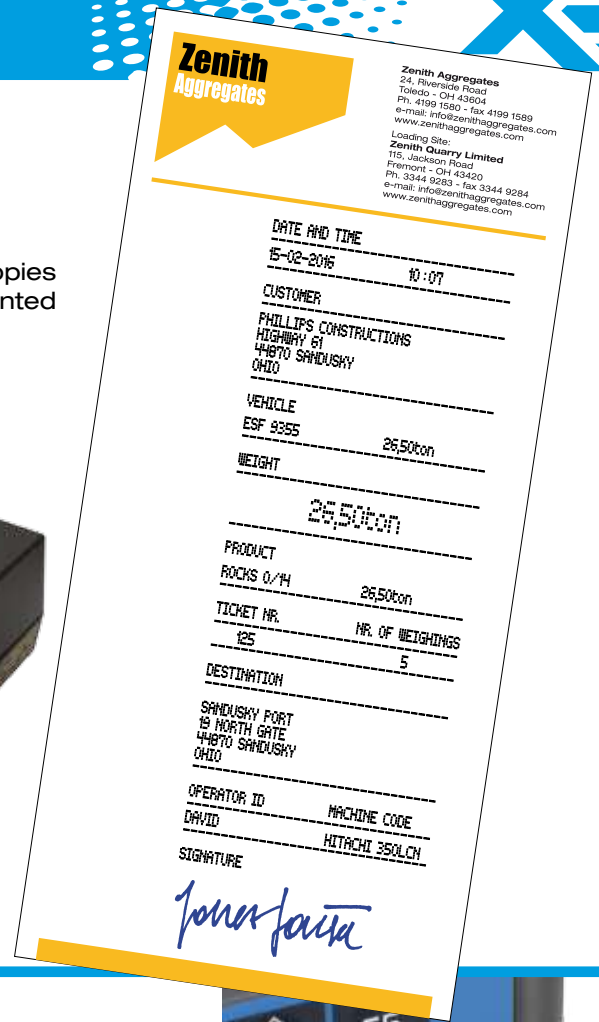 opies
nted
Zenith
Aggregates
Zenith Aggregates
24, Riverside Road
Toledo - OH 43604
Ph. 4199 1580 - fax 4199 1589
e-mail: info@zenithaggregates.com
www.zenithaggregates.com
Loading Site:
Zenith Quarry Limited
115, Jackson Road
Fremont - OH 43420
Ph. 3344 9283 - fax 3344 9284
e-mail: info@zenithaggregates.com
www.zenithaggregates.com
DATE AND TIME
15-02-2016 10:07
CUSTOMER
PHILLIPS CONSTRUCTIONS
HIGHWAY 61
44870 SANDUSKY
OHIO
VEHICLE
ESF 9355 26,50ton
WEIGHT
26,50ton
PRODUCT
ROCKS 0/14 26,50ton
TICKET NR. NR. OF WEIGHINGS
125 5
DESTINATION
SANDUSKY PORT
19 NORTH GATE
44870 SANDUSKY
OHIO
OPERATOR ID MACHINE CODE
DAVID HITACHI 350LCN
SIGNATURE